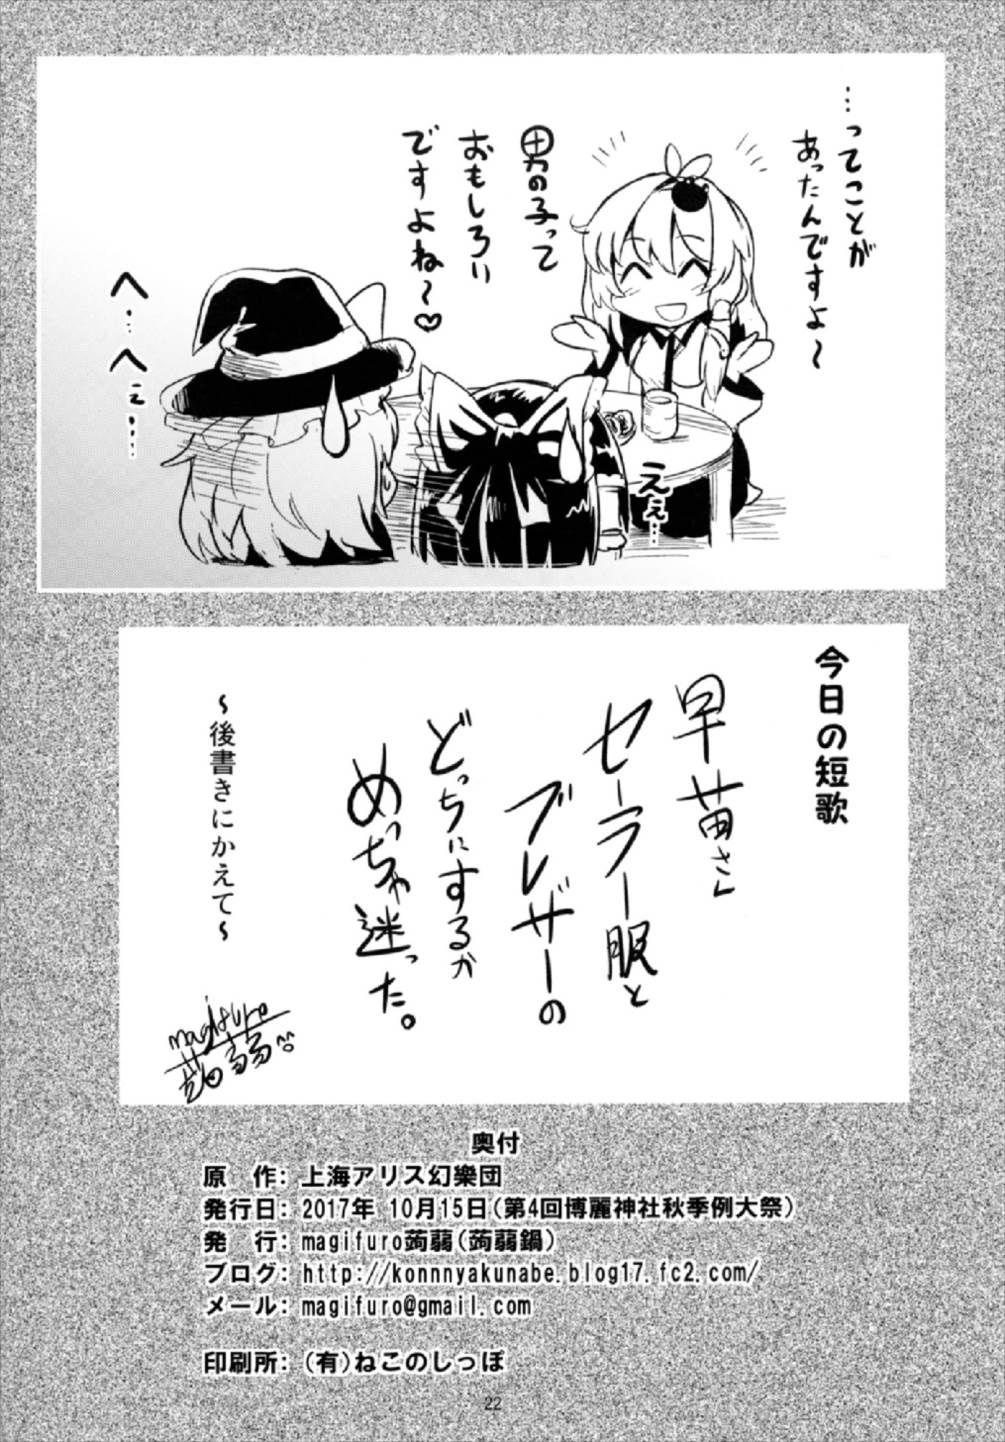 …ってことが
あったんですよ～
男の子って
おもしろい
ですよね～♡
へ…
へぇ…
ええ…
今日の短歌
早苗さん
セーラー服と
ブレザーの
どっちにするか
めっちゃ迷った。
～後書きにかえて～
magifuro
蒟蒻
奥付
原　作: 上海アリス幻樂団
発行日: 2017年 10月15日(第4回博麗神社秋季例大祭)
発　行: magifuro蒟蒻(蒟蒻鍋)
ブログ: http://konnnyakunabe.blog17.fc2.com/
メール: magifuro@gmail.com
印刷所: (有)ねこのしっぽ
22